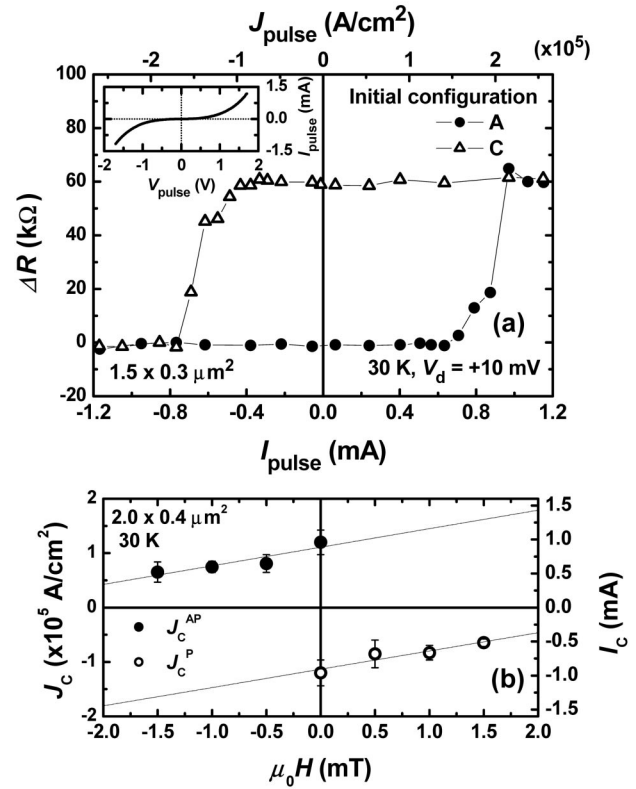 J_pulse (A/cm²)
-2 -1 0 1 2 (x10⁵)
100
80
60
40
20
0
-20
ΔR (kΩ)
1.5
0.0
-1.5
I_pulse (mA)
-2 -1 0 1 2
V_pulse (V)
Initial configuration
A
C
(a)
1.5 x 0.3 μm²
30 K, V_d = +10 mV
-1.2 -0.8 -0.4 0.0 0.4 0.8 1.2
I_pulse (mA)
2
1
0
-1
-2
J_C (x10⁵ A/cm²)
2.0 x 0.4 μm²
30 K
J_C^AP
J_C^P
(b)
1.5
1.0
0.5
0.0
-0.5
-1.0
-1.5
I_C (mA)
-2.0 -1.5 -1.0 -0.5 0.0 0.5 1.0 1.5 2.0
μ₀H (mT)